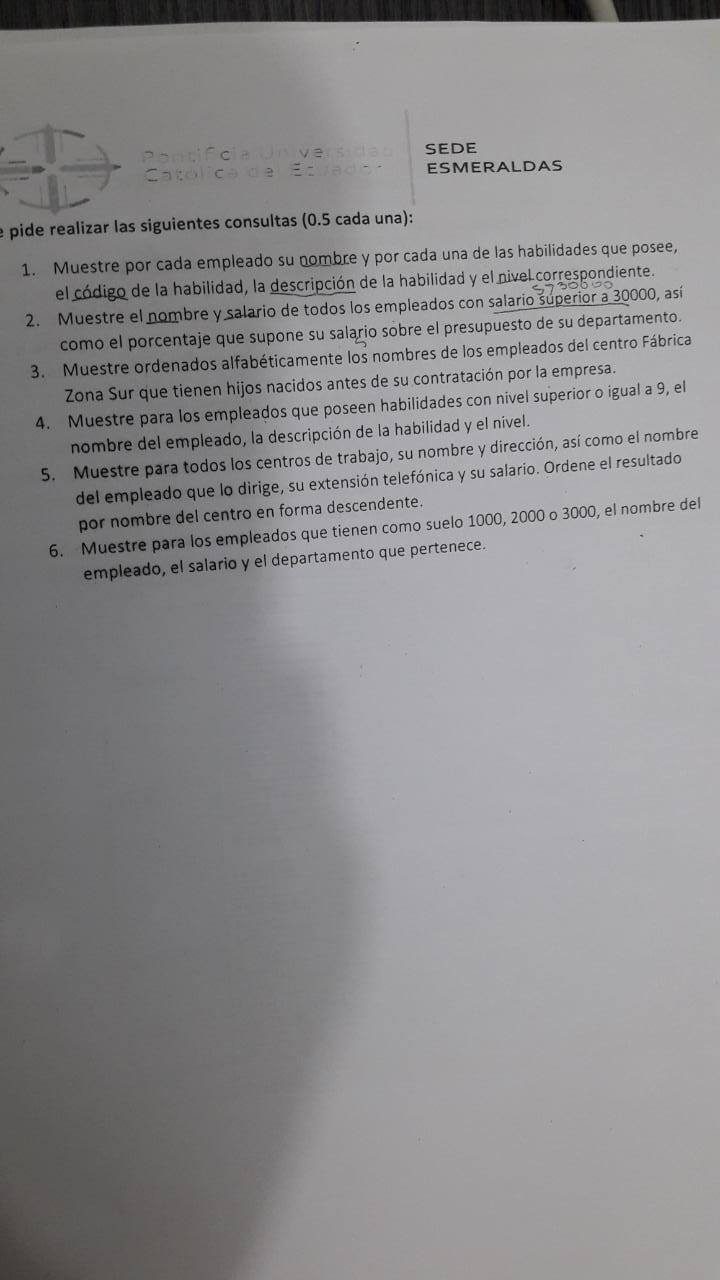 Pontificia Universidad
Católica del Ecuador
SEDE
ESMERALDAS
e pide realizar las siguientes consultas (0.5 cada una):
1. Muestre por cada empleado su nombre y por cada una de las habilidades que posee,
el código de la habilidad, la descripción de la habilidad y el nivel correspondiente.
2. Muestre el nombre y salario de todos los empleados con salario superior a 30000, así
como el porcentaje que supone su salario sobre el presupuesto de su departamento.
3. Muestre ordenados alfabéticamente los nombres de los empleados del centro Fábrica
Zona Sur que tienen hijos nacidos antes de su contratación por la empresa.
4. Muestre para los empleados que poseen habilidades con nivel superior o igual a 9, el
nombre del empleado, la descripción de la habilidad y el nivel.
5. Muestre para todos los centros de trabajo, su nombre y dirección, así como el nombre
del empleado que lo dirige, su extensión telefónica y su salario. Ordene el resultado
por nombre del centro en forma descendente.
6. Muestre para los empleados que tienen como suelo 1000, 2000 o 3000, el nombre del
empleado, el salario y el departamento que pertenece.